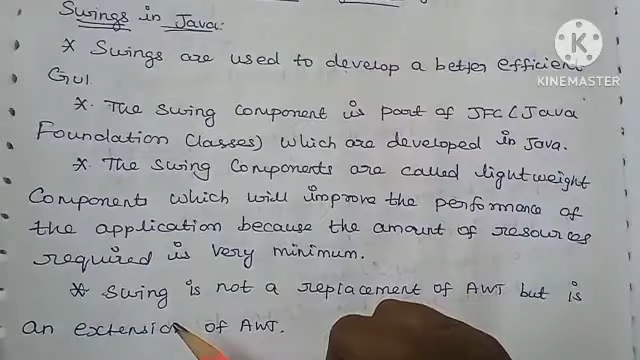 Swings in Java:
* Swings are used to develop a better efficient
GUI.
*. The Swing Component is part of JFC (Java
Foundation Classes) which are developed in Java.
*. The Swing Components are called lightweight
Components which will improve the performance of
the application because the amount of resources
required is very minimum.
* Swing is not a replacement of AWT but is
an extension of AWT.
K
KINEMASTER